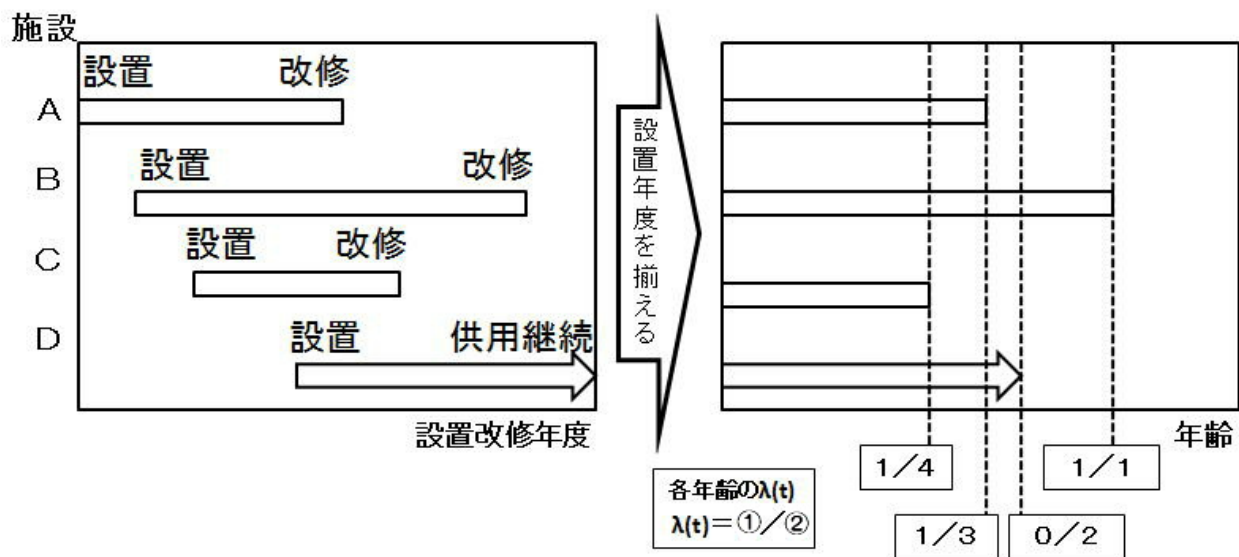 施設
設置 改修
A
設置 改修
B
設置 改修
C
設置 供用継続
D
設置改修年度
設置年度を揃える
年齢
1/4
1/1
各年齢のλ(t)
λ(t)=①/②
1/3
0/2